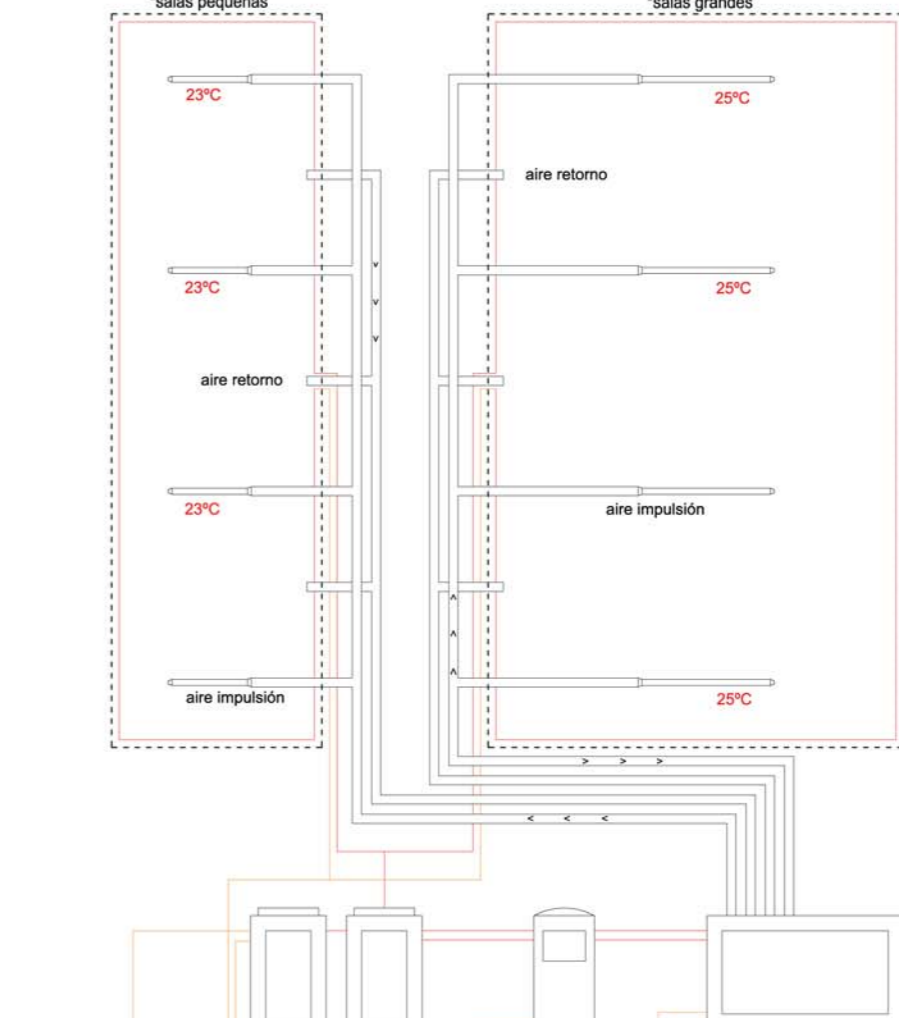 "salas pequeñas
"salas grandes
23ºC
25ºC
aire retorno
23ºC
25ºC
aire retorno
23ºC
aire impulsión
aire impulsión
25ºC